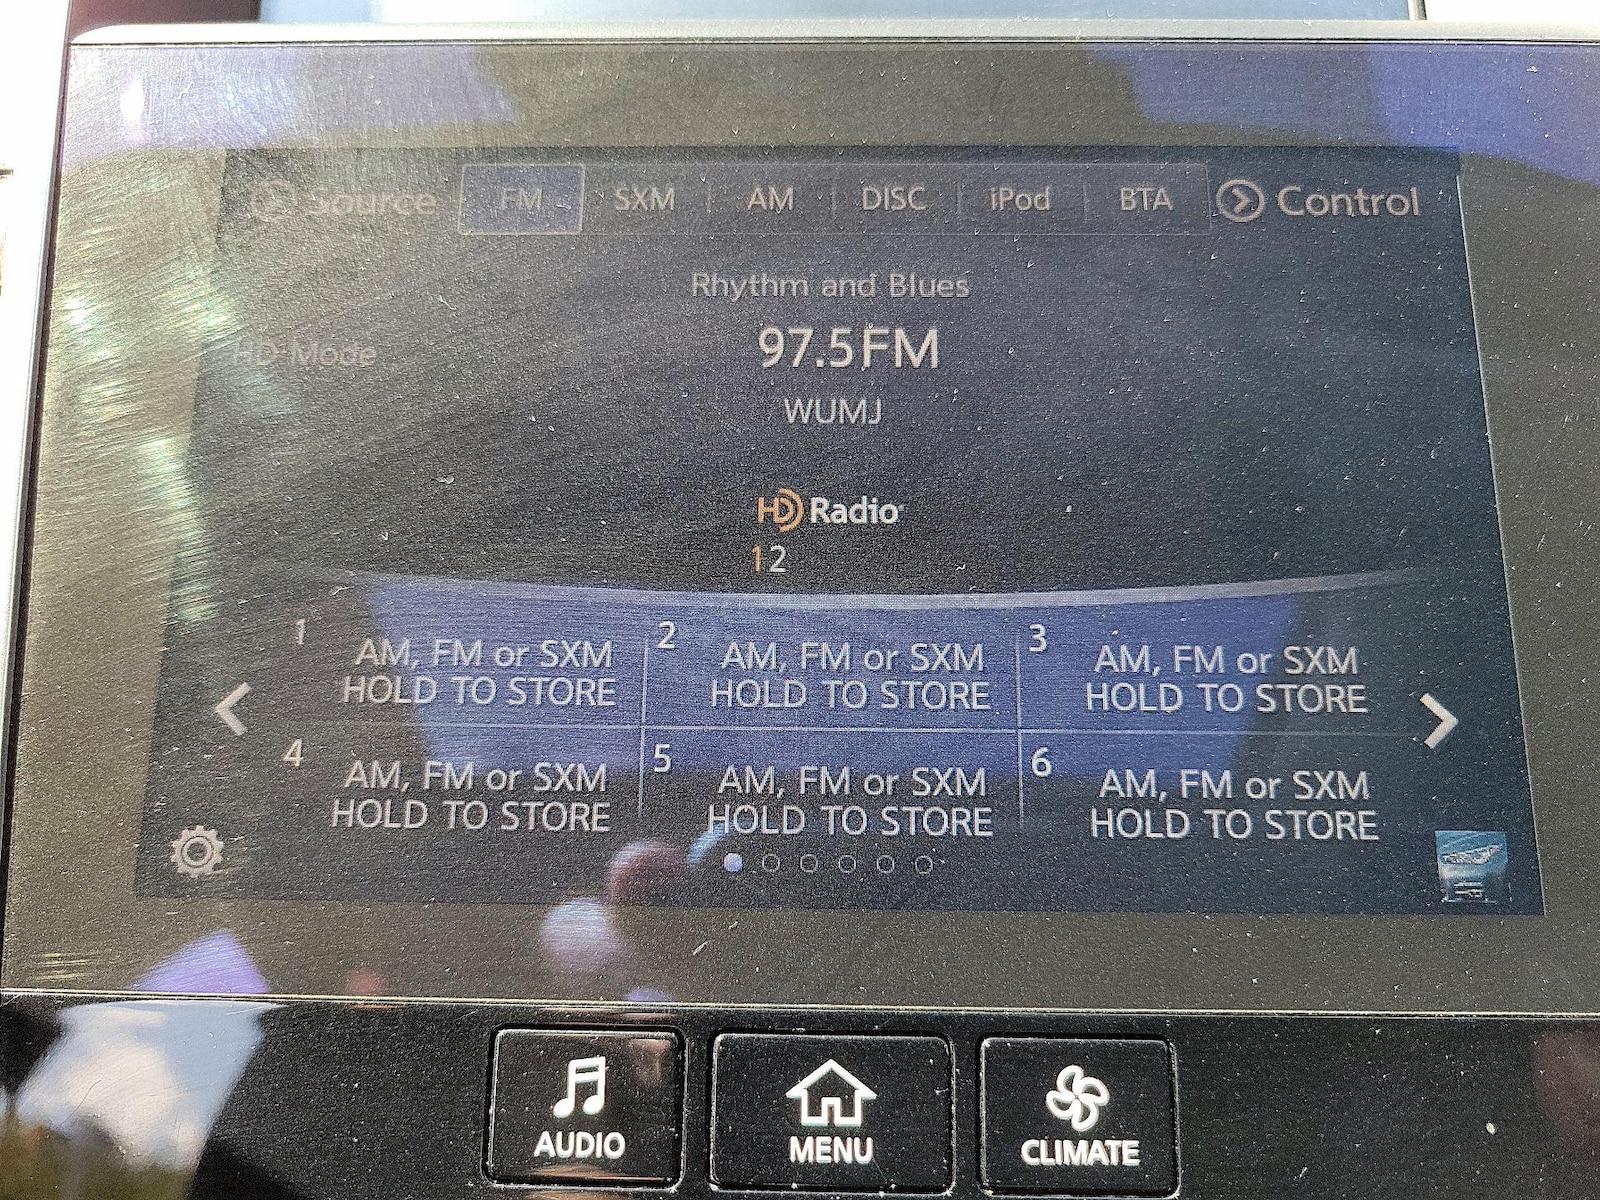 Source FM SXM AM DISC iPod BTA Control
Rhythm and Blues
HD-Mode
97.5FM
WUMJ
HD Radio
12
1 AM, FM or SXM
HOLD TO STORE
2 AM, FM or SXM
HOLD TO STORE
3 AM, FM or SXM
HOLD TO STORE
4 AM, FM or SXM
HOLD TO STORE
5 AM, FM or SXM
HOLD TO STORE
6 AM, FM or SXM
HOLD TO STORE
AUDIO
MENU
CLIMATE